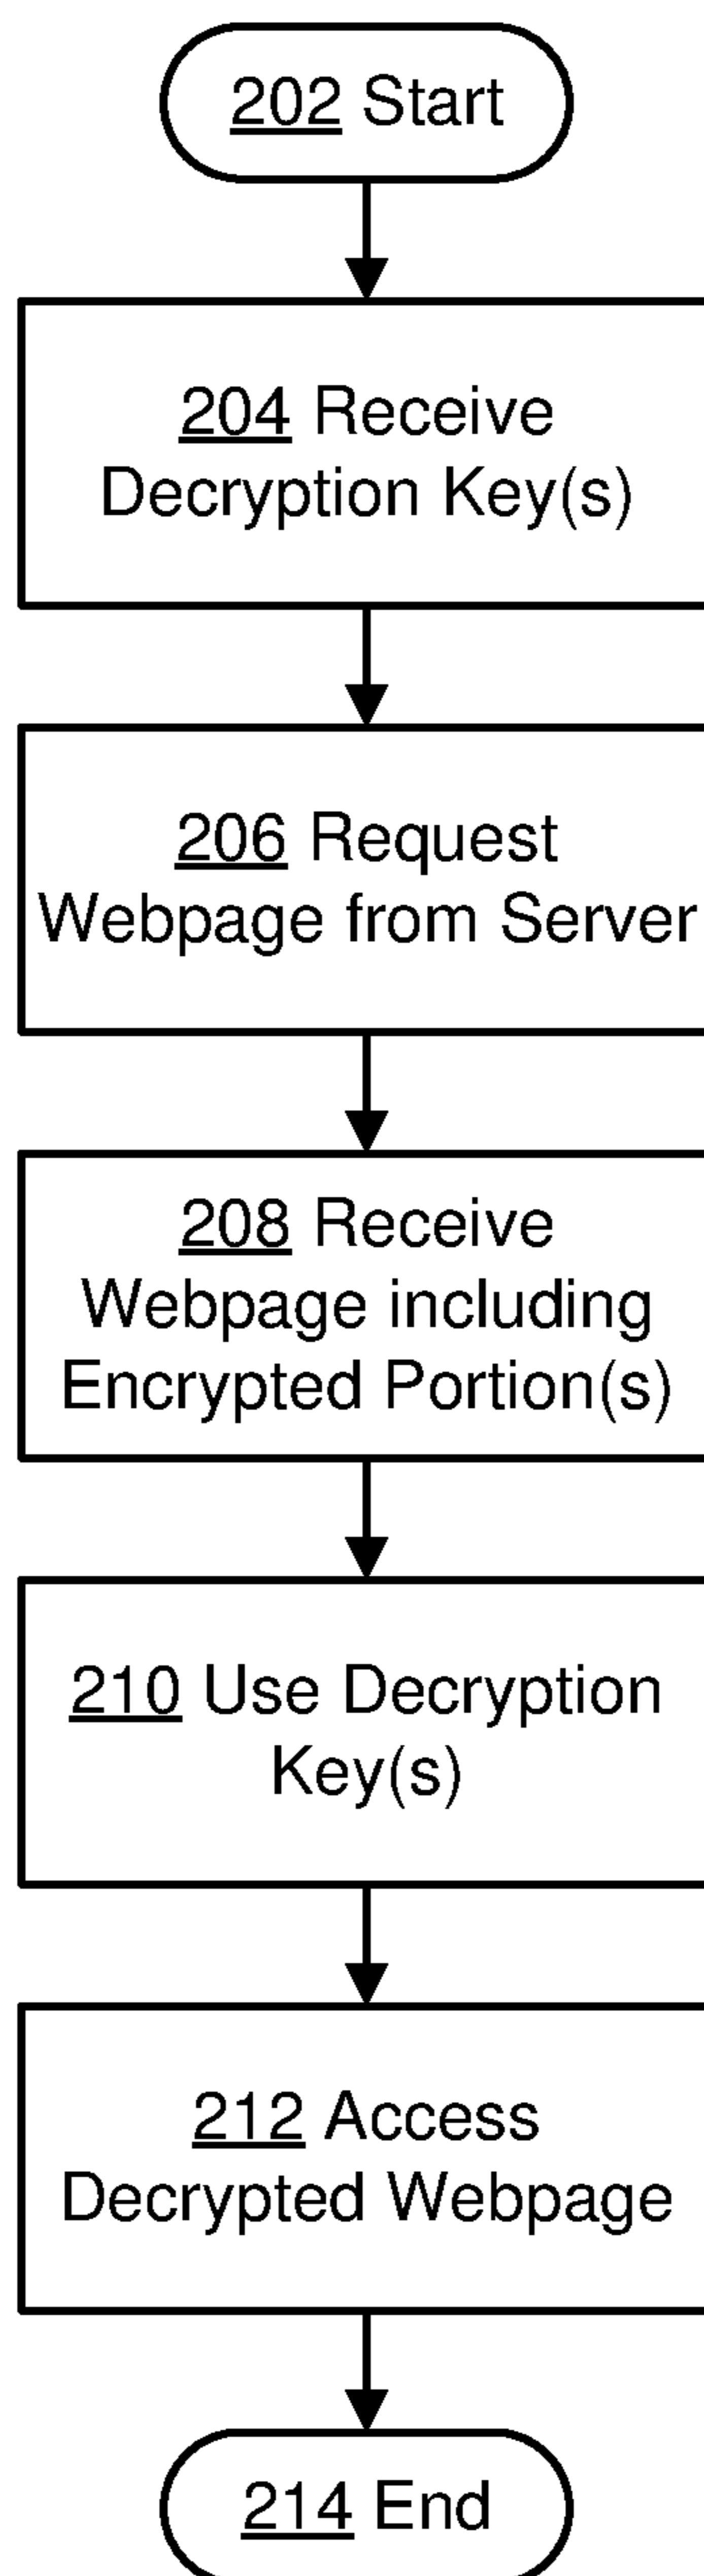 202 Start
204 Receive
Decryption Key(s)
206 Request
Webpage from Server
208 Receive
Webpage including
Encrypted Portion(s)
210 Use Decryption
Key(s)
212 Access
Decrypted Webpage
214 End